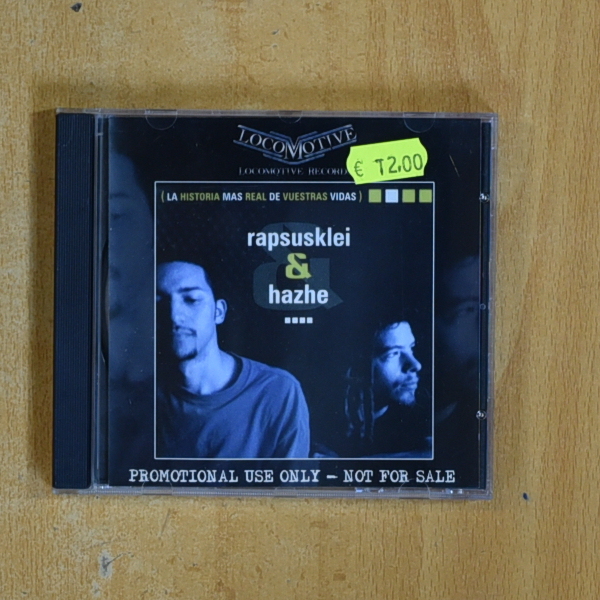 LOCOMOTIVE
LOCOMOTIVE RECORD
€ 12.00
( LA HISTORIA MAS REAL DE VUESTRAS VIDAS )
rapsusklei
&
hazhe
PROMOTIONAL USE ONLY – NOT FOR SALE